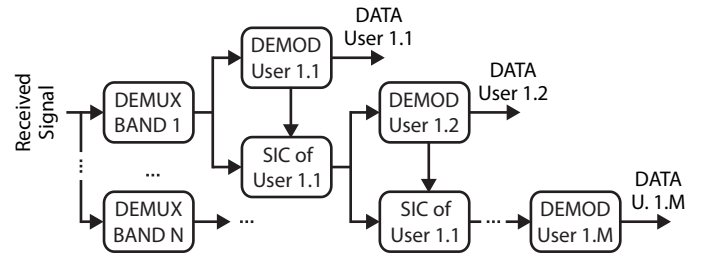 Received
Signal
DEMUX
BAND 1
...
DEMUX
BAND N
...
...
DEMOD
User 1.1
DATA
User 1.1
SIC of
User 1.1
DEMOD
User 1.2
DATA
User 1.2
SIC of
User 1.1
...
DEMOD
User 1.M
DATA
U. 1.M